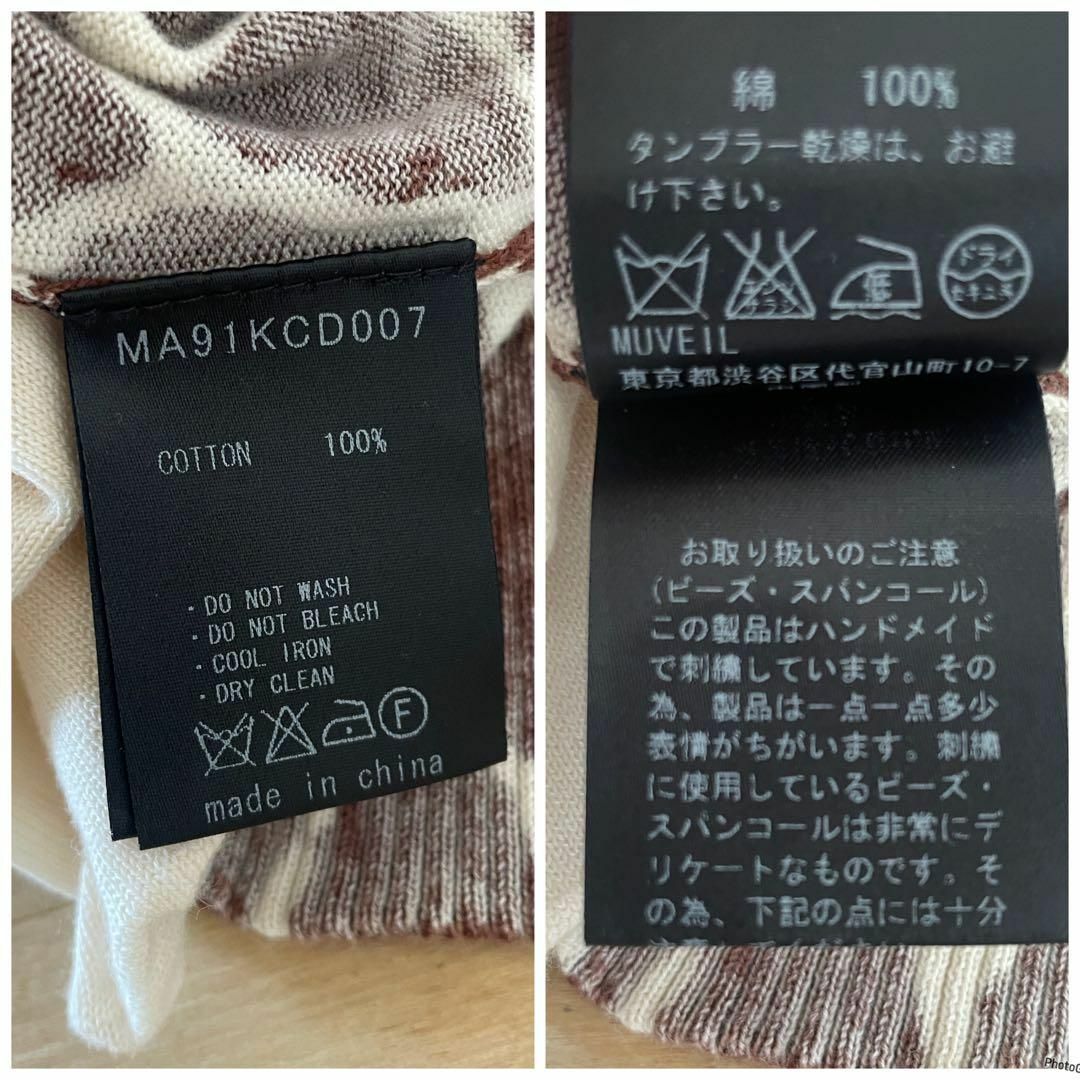 MA91KCD007
COTTON 100%
・DO NOT WASH
・DO NOT BLEACH
・COOL IRON
・DRY CLEAN
F
made in china
綿 100%
タンブラー乾燥は、お避
け下さい。
エンソ
サラシ
低
ドライ
セキユ系
MUVEIL
東京都渋谷区代官山町10-7
お取り扱いのご注意
(ビーズ・スパンコール)
この製品はハンドメイド
で刺繍しています。その
為、製品は一点一点多少
表情がちがいます。刺繍
に使用しているビーズ・
スパンコールは非常にデ
リケートなものです。そ
の為、下記の点には十分
PhotoG